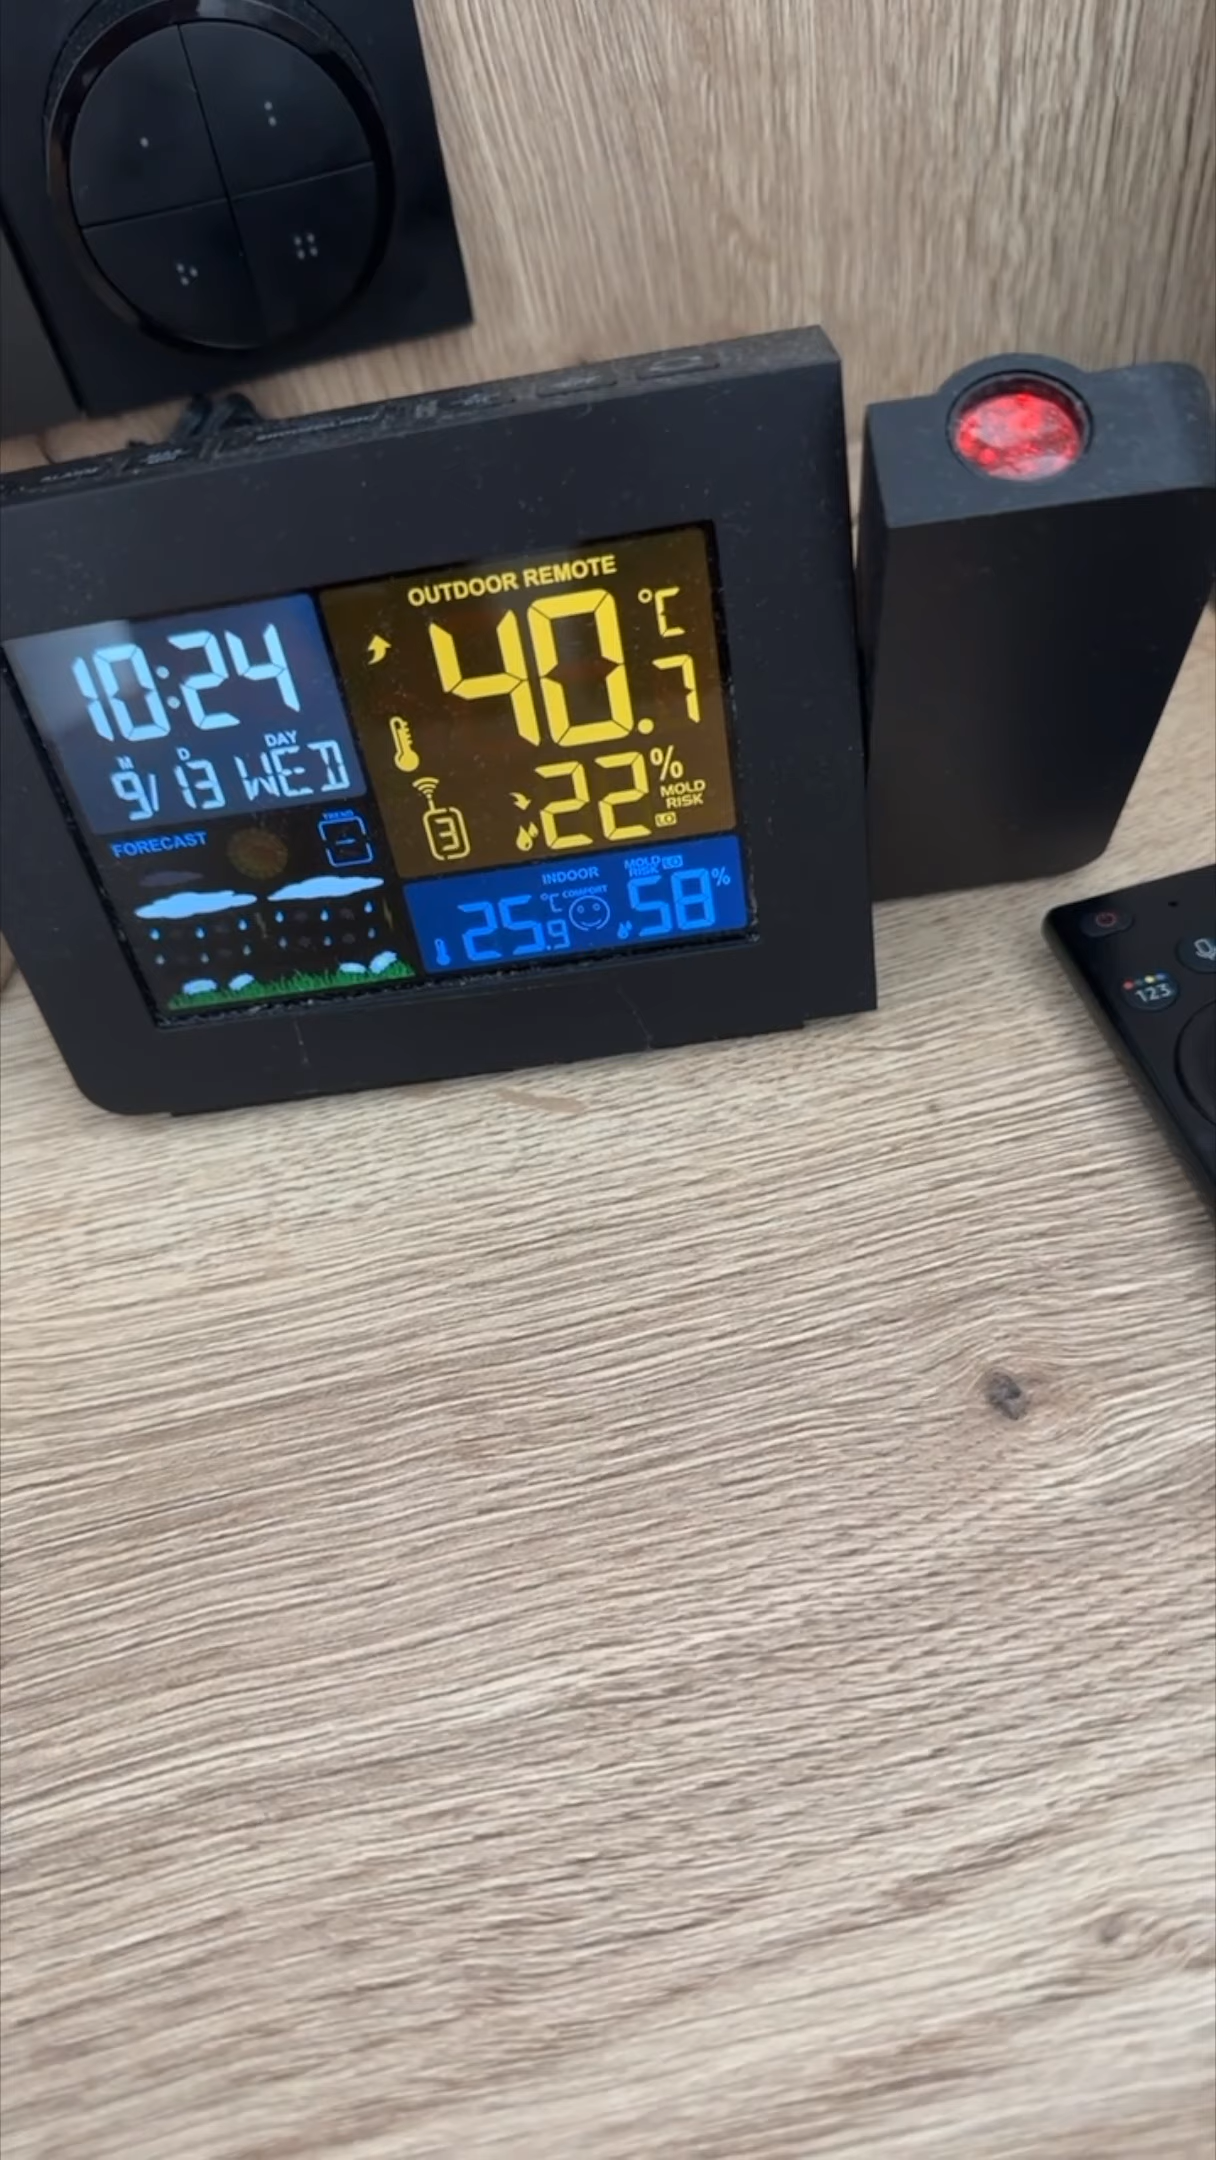 10:24
M D DAY
9/ 13 WED
FORECAST
TREND
OUTDOOR REMOTE
40.7 °C
3
22 %
MOLD
RISK
LO
INDOOR
25.9 °C
COMFORT
MOLD
RISK LO
58 %
123